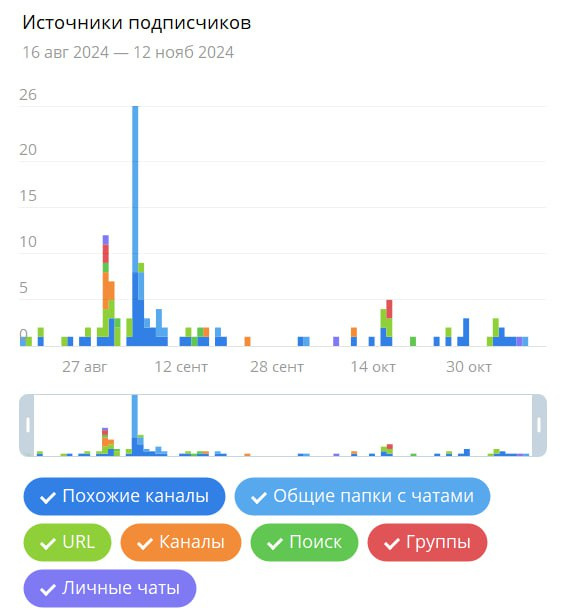 Источники подписчиков
16 авг 2024 — 12 нояб 2024
26
20
15
10
5
0
27 авг 12 сент 28 сент 14 окт 30 окт
Похожие каналы Общие папки с чатами
URL Каналы Поиск Группы
Личные чаты